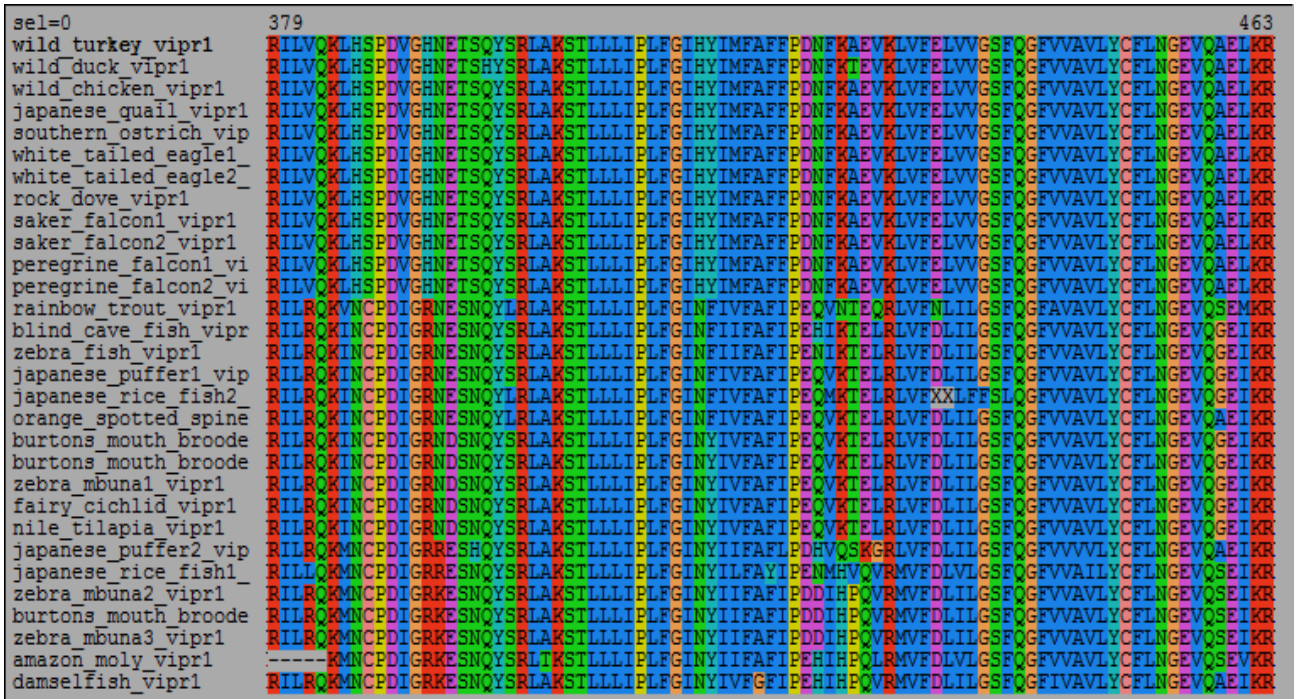 sel=0 379 463
wild_turkey_vipr1 RILVQKLHSPDVGHNETSQYSRLAKSTLLLIPLFGIHYIMFAFFPDNFKAEVKLVFELVVGSFQGFVVAVLYCFLNGEVQAELKR
wild_duck_vipr1 RILVQKLHSPDVGHNETSHYSRLAKSTLLLIPLFGIHYIMFAFFPDNFKTEVKLVFELVVGSFQGFVVAVLYCFLNGEVQAELKR
wild_chicken_vipr1 RILVQKLHSPDVGHNETSQYSRLAKSTLLLIPLFGIHYIMFAFFPDNFKAEVKLVFELVVGSFQGFVVAVLYCFLNGEVQAELKR
japanese_quail_vipr1 RILVQKLHSPDVGHNETSQYSRLAKSTLLLIPLFGIHYIMFAFFPDNFKAEVKLVFELVVGSFQGFVVAVLYCFLNGEVQAELKR
southern_ostrich_vip RILVQKLHSPDVGHNETSQYSRLAKSTLLLIPLFGIHYIMFAFFPDNFKAEVKLVFELVVGSFQGFVVAVLYCFLNGEVQAELKR
white_tailed_eagle1_ RILVQKLHSPDIGHNETSQYSRLAKSTLLLIPLFGIHYIMFAFFPDNFKAEVKLVFELVVGSFQGFVVAVLYCFLNGEVQAELKR
white_tailed_eagle2_ RILVQKLHSPDIGHNETSQYSRLAKSTLLLIPLFGIHYIMFAFFPDNFKAEVKLVFELVVGSFQGFVVAVLYCFLNGEVQAELKR
rock_dove_vipr1 RILVQKLHSPDVGHNETSQYSRLAKSTLLLIPLFGIHYIMFAFFPDNFKAEVKLVFELVVGSFQGFVVAVLYCFLNGEVQAELKR
saker_falcon1_vipr1 RILVQKLHSPDVGHNETSQYSRLAKSTLLLIPLFGIHYIMFAFFPDNFKAEVKLVFELVVGSFQGFVVAVLYCFLNGEVQAELKR
saker_falcon2_vipr1 RILVQKLHSPDVGHNETSQYSRLAKSTLLLIPLFGIHYIMFAFFPDNFKAEVKLVFELVVGSFQGFVVAVLYCFLNGEVQAELKR
peregrine_falcon1_vi RILVQKLHSPDVGHNETSQYSRLAKSTLLLIPLFGIHYIMFAFFPDNFKAEVKLVFELVVGSFQGFVVAVLYCFLNGEVQAELKR
peregrine_falcon2_vi RILVQKLHSPDVGHNETSQYSRLAKSTLLLIPLFGIHYIMFAFFPDNFKAEVKLVFELVVGSFQGFVVAVLYCFLNGEVQAELKR
rainbow_trout_vipr1 RILRQKVNCPDIGRNESNQYLRLAKSTLLLIPLFGINFIVFAFIPEQVNTEQRLVFNLILGSFQGFAVAVLYCFLNGEVQSEMKR
blind_cave_fish_vipr RILRQKINCPDIGRNESNQYSRLAKSTLLLIPLFGINFIIFAFIPEHIKTELRLVFDLILGSFQGFVVAVLYCFLNGEVQGEIKR
zebra_fish_vipr1 RILRQKINCPDIGRNESNQYSRLAKSTLLLIPLFGINFIIFAFIPENIKTELRLVFDLILGSFQGFVVAVLYCFLNGEVQGEIKR
japanese_puffer1_vip RILRQKINCPDIGRNESNQYSRLAKSTLLLIPLFGINFIVFAFIPEQVKTELRLVFDLILGSFQGFVVAVLYCFLNGEVQGEIKR
japanese_rice_fish2_ RILRQKINCPDIGRNESNQYLRLAKSTLLLIPLFGINFIVFAFIPEQMKTELRLVFXXLFFSLQGFVVAVLYCFLNGEVQGEIKR
orange_spotted_spine RILRQKINCPDIGRNESNQYSRLAKSTLLLIPLFGINFIVFAFIPEQVKTELRLVFDLILGSFQGFVVAVLYCFLNGEVQAEIKR
burtons_mouth_broode RILRQKINCPDIGRNDSNQYSRLAKSTLLLIPLFGINYIVFAFIPEQVKTELRLVFDLILGSFQGFVVAVLYCFLNGEVQGEIKR
burtons_mouth_broode RILRQKINCPDIGRNDSNQYSRLAKSTLLLIPLFGINYIVFAFIPEQVKTELRLVFDLILGSFQGFVVAVLYCFLNGEVQGEIKR
zebra_mbuna1_vipr1 RILRQKINCPDIGRNDSNQYSRLAKSTLLLIPLFGINYIVFAFIPEQVKTELRLVFDLILGSFQGFVVAVLYCFLNGEVQGEIKR
fairy_cichlid_vipr1 RILRQKINCPDIGRNDSNQYSRLAKSTLLLIPLFGINYIVFAFIPEQVKTELRLVFDLILGSFQGFVVAVLYCFLNGEVQGEIKR
nile_tilapia_vipr1 RILRQKINCPDIGRNDSNQYSRLAKSTLLLIPLFGINYIVFAFIPEQVKTELRLVFDLILGSFQGFVVAVLYCFLNGEVQGEIKR
japanese_puffer2_vip RILRQKMNCPDIGRRESHQYSRLAKSTLLLIPLFGINYIIFAFLPDHVQSKGRLVFDLILGSFQGFVVVVLYCFLNGEVQAEIKR
japanese_rice_fish1_ RILLQKMNCPDIGRRESNQYSRLAKSTLLLIPLFGINYILFAYIPENMHVQVRMVFDLVLGSFQGFVVAILYCFLNGEVQSEIKR
zebra_mbuna2_vipr1 RILRQKMNCPDIGRKESNQYSRLAKSTLLLIPLFGINYIIFAFIPDDIHPQVRMVFDLILGSFQGFVVAVLYCFLNGEVQSEIKR
burtons_mouth_broode RILRQKMNCPDIGRKESNQYSRLAKSTLLLIPLFGINYIIFAFIPDDIHPQVRMVFDLILGSFQGFVVAVLYCFLNGEVQSEIKR
zebra_mbuna3_vipr1 RILRQKMNCPDIGRKESNQYSRLAKSTLLLIPLFGINYIIFAFIPDDIHPQVRMVFDLILGSFQGFVVAVLYCFLNGEVQSEIKR
amazon_moly_vipr1 -----KMNCPDIGRKESNQYSRLTKSTLLLIPLFGINYIIFAFIPEHIHPQLRMVFDLVLGSFQGFVVAVLYCFLNGEVQSEVKR
damselfish_vipr1 RILRQKMNCPDIGRKESNQYSRLAKSTLLLIPLFGINYIVFGFIPEHIHPQVRMVFDLILGSFQGFIVAVLYCFLNGEVQSEIKR